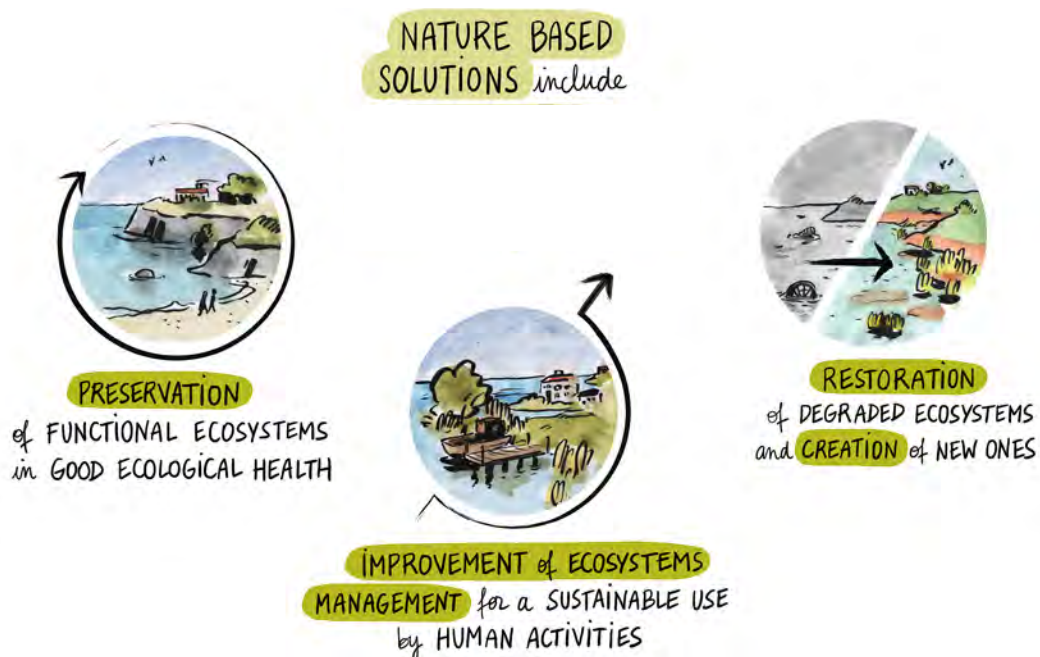 NATURE BASED
SOLUTIONS include
PRESERVATION
of FUNCTIONAL ECOSYSTEMS
in GOOD ECOLOGICAL HEALTH
IMPROVEMENT of ECOSYSTEMS
MANAGEMENT for a SUSTAINABLE USE
by HUMAN ACTIVITIES
RESTORATION
of DEGRADED ECOSYSTEMS
and CREATION of NEW ONES